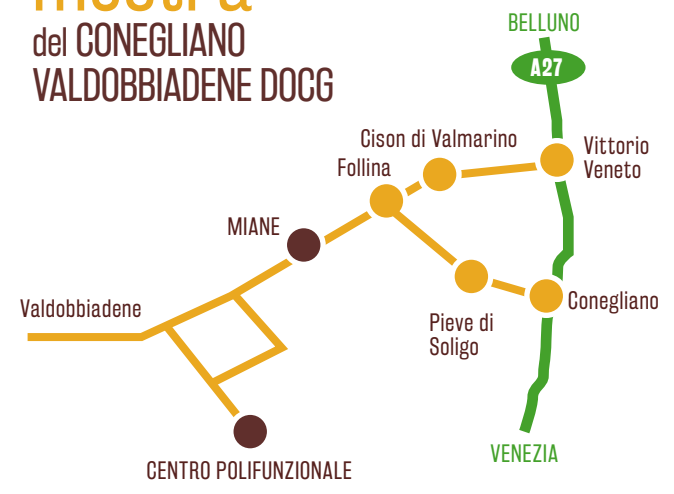 mostra
del CONEGLIANO
VALDOBBIADENE DOCG
BELLUNO
A27
Cison di Valmarino
Vittorio
Veneto
Follina
MIANE
Valdobbiadene
Conegliano
Pieve di
Soligo
VENEZIA
CENTRO POLIFUNZIONALE